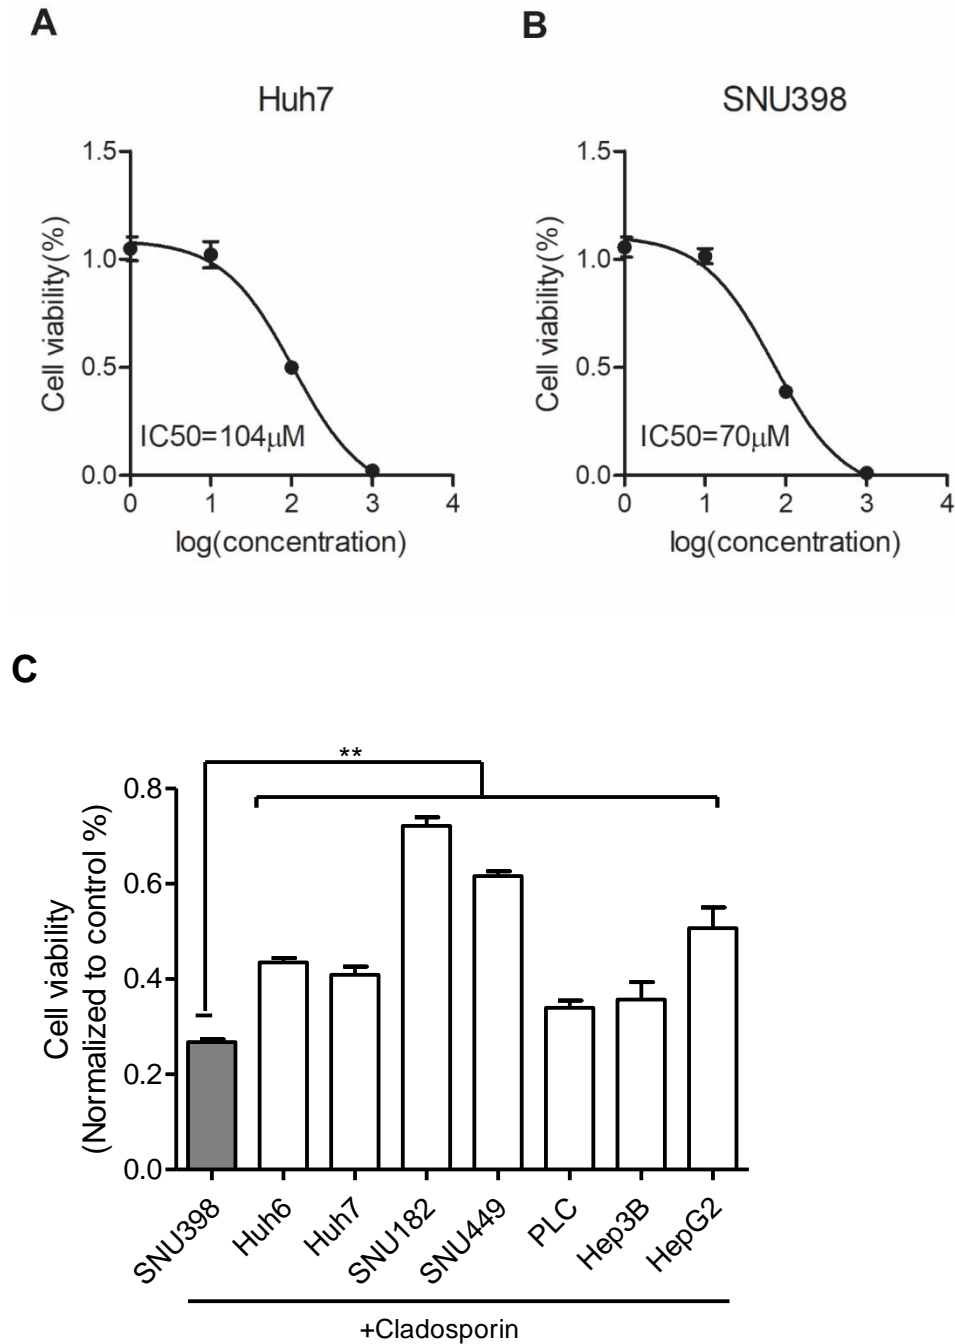 A
B
Huh7
SNU398
1.5
1.0
0.5
0.0
Cell viability(%)
IC50=104µM
0 1 2 3 4
log(concentration)
1.5
1.0
0.5
0.0
Cell viability(%)
IC50=70µM
0 1 2 3 4
log(concentration)
C
**
0.8
0.6
0.4
0.2
0.0
Cell viability
(Normalized to control %)
SNU398
Huh6
Huh7
SNU182
SNU449
PLC
Hep3B
HepG2
+Cladosporin